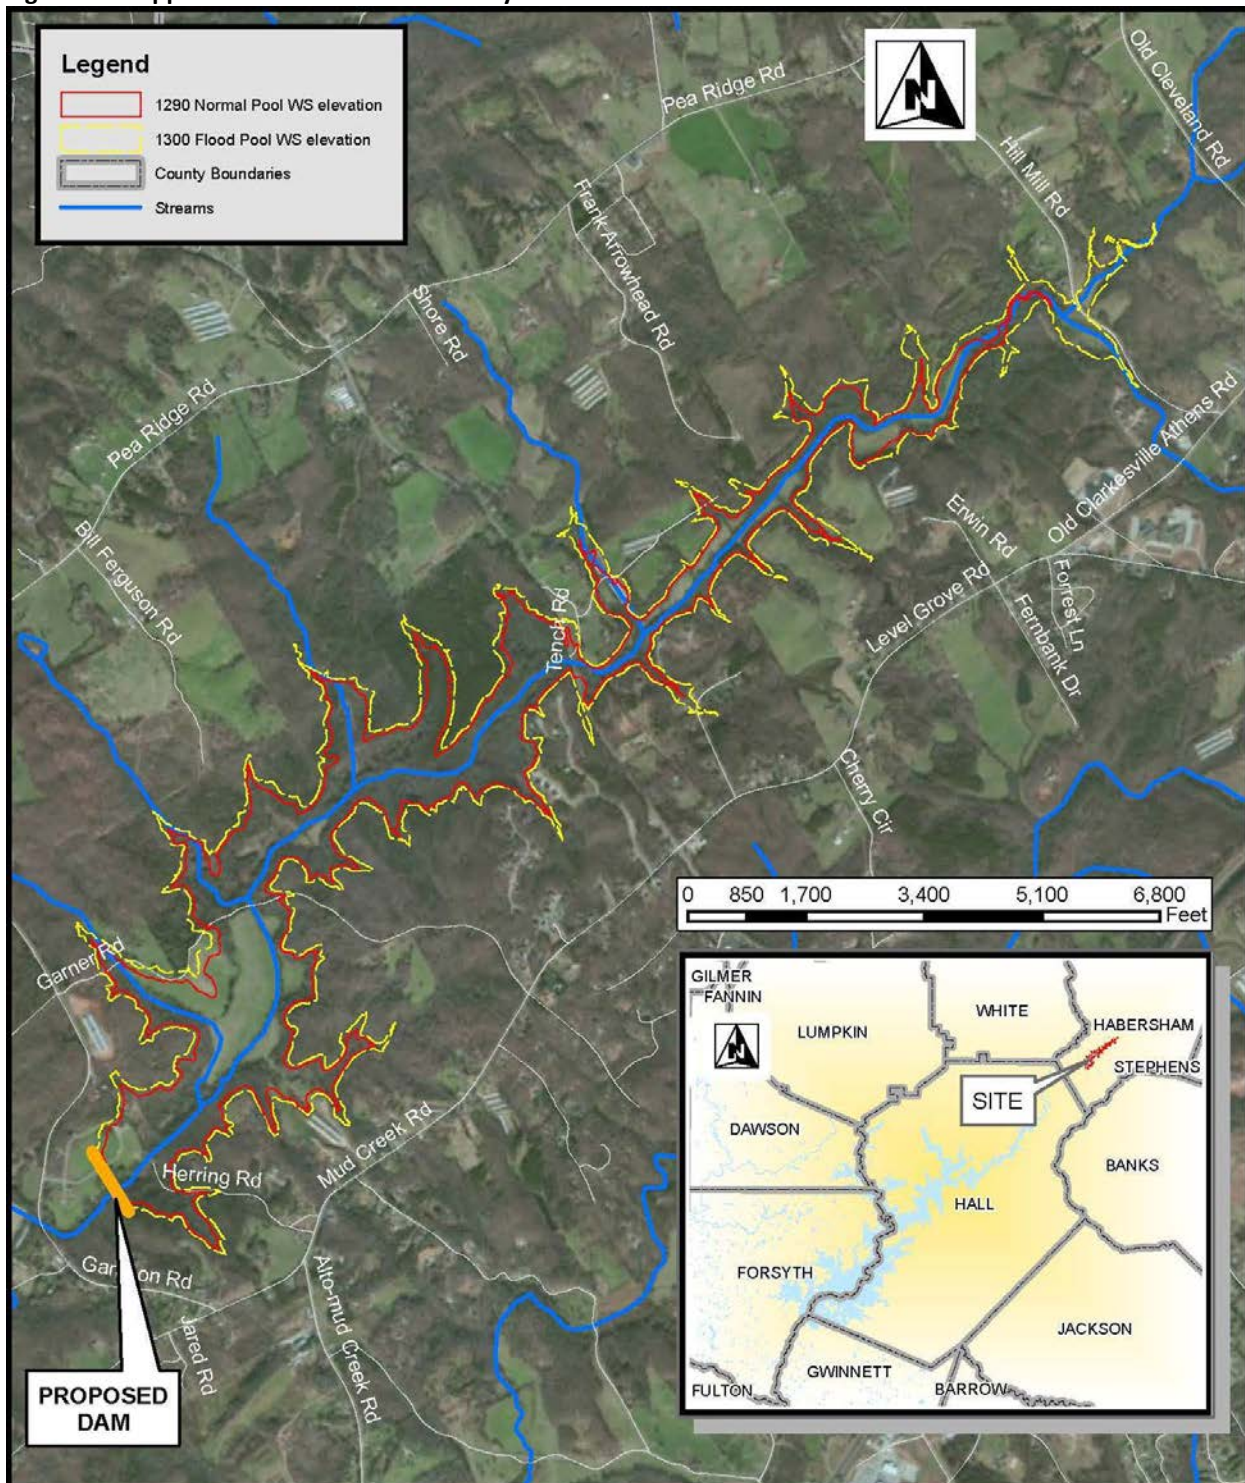 Legend
1290 Normal Pool WS elevation
1300 Flood Pool WS elevation
County Boundaries
Streams
N
Pea Ridge Rd
Old Cleveland Rd
Hill Mill Rd
Frank Arrowhead Rd
Shore Rd
Pea Ridge Rd
Old Clarkesville Athens Rd
Erwin Rd
Bill Ferguson Rd
Forrest Ln
Level Grove Rd
Tench Rd
Fernbank Dr
Cherry Cir
0 850 1,700 3,400 5,100 6,800
Feet
Garner Rd
GILMER
FANNIN
WHITE
LUMPKIN
HABERSHAM
N
STEPHENS
SITE
DAWSON
BANKS
HALL
FORSYTH
JACKSON
GWINNETT
FULTON
BARROW
Mud Creek Rd
Herring Rd
Alto-mud Creek Rd
Jared Rd
PROPOSED
DAM